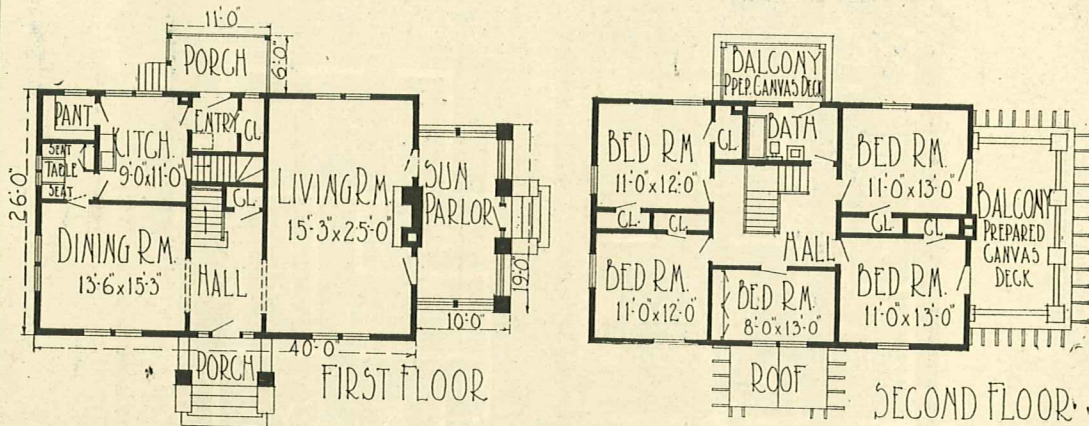 11'-0"
PORCH
6'-0"
PANT
KITCH
9'-0"x11'-0"
ENTRY
CL
SEAT
TABLE
SEAT
26'-0"
DINING RM.
13'-6"x15'-3"
CL
HALL
LIVING RM.
15'-3"x25'-0"
SUN
PARLOR
19'-0"
10'-0"
40'-0"
PORCH
FIRST FLOOR
BALCONY
PREP. CANVAS DECK
BED RM
11'-0"x12'-0"
CL
BATH
BED RM.
11'-0"x13'-0"
CL.
CL.
CL
CL
BALCONY
PREPARED
CANVAS
DECK
HALL
BED RM.
11'-0"x12'-0"
BED RM.
8'-0"x13'-0"
BED RM.
11'-0"x13'-0"
ROOF
SECOND FLOOR